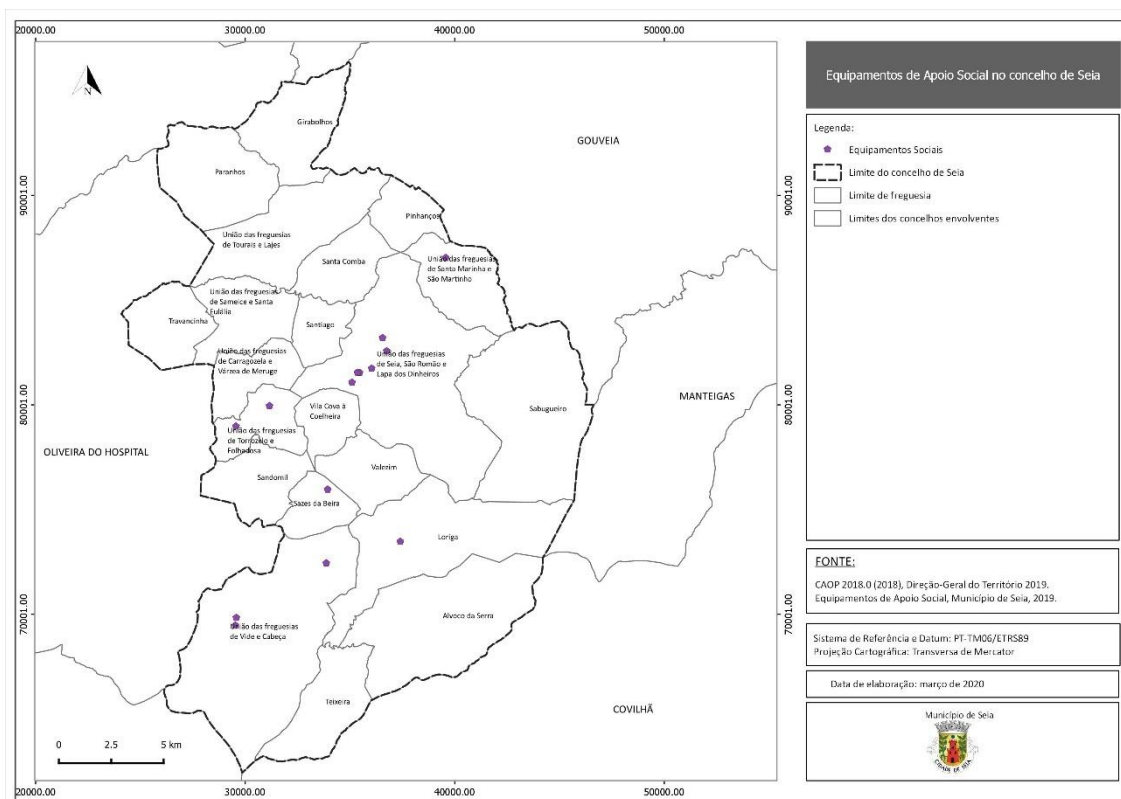 20000.00
30000.00
40000.00
50000.00
N
90001.00
80001.00
70001.00
90001.00
80001.00
70001.00
Girabolhos
GOUVEIA
Paranhos
Pinhanços
União das freguesias
de Tourais e Lajes
Santa Comba
União das freguesias
de Santa Marinha e
São Martinho
União das freguesias
de Sameice e Santa
Eulália
Travancinha
Santiago
União das freguesias
de Carragozela e
Várzea de Meruge
União das freguesias
de Seia, São Romão e
Lapa dos Dinheiros
MANTEIGAS
Vila Cova à
Coelheira
Sabugueiro
União das freguesias
de Torrozelo e
Folhadosa
OLIVEIRA DO HOSPITAL
Valezim
Sandomil
Sazes da Beira
Loriga
Alvoco da Serra
União das freguesias
de Vide e Cabeça
Teixeira
COVILHÃ
0 2.5 5 km
20000.00
30000.00
40000.00
50000.00
Equipamentos de Apoio Social no concelho de Seia
Legenda:
Equipamentos Sociais
Limite do concelho de Seia
Limite de freguesia
Limites dos concelhos envolventes
FONTE:
CAOP 2018.0 (2018), Direção-Geral do Território 2019.
Equipamentos de Apoio Social, Município de Seia, 2019.
Sistema de Referência e Datum: PT-TM06/ETRS89
Projeção Cartográfica: Transversa de Mercator
Data de elaboração: março de 2020
Município de Seia
CIDADE DE SEIA